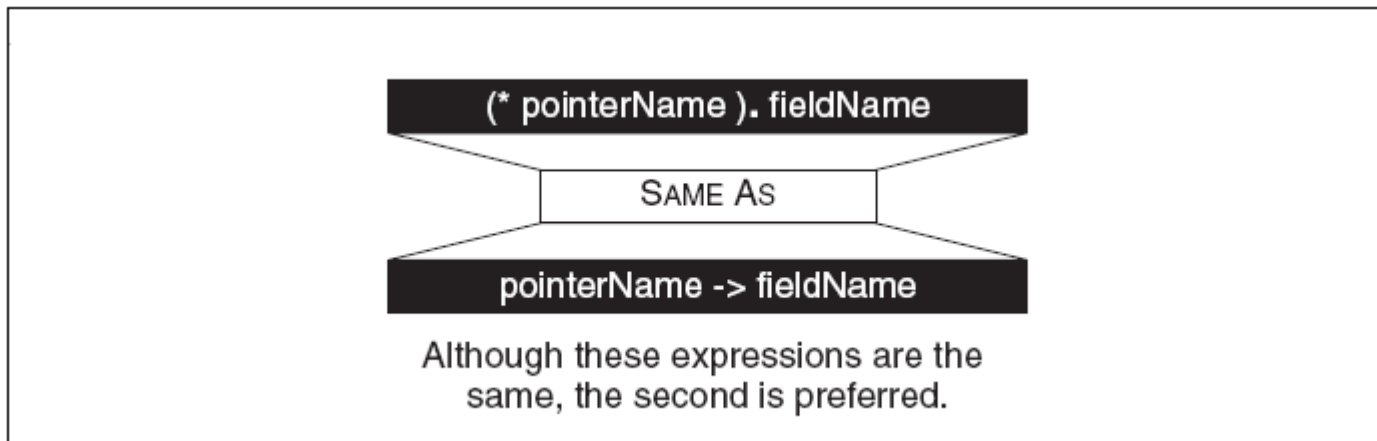 (* pointerName ). fieldName
SAME AS
pointerName -> fieldName
Although these expressions are the
same, the second is preferred.